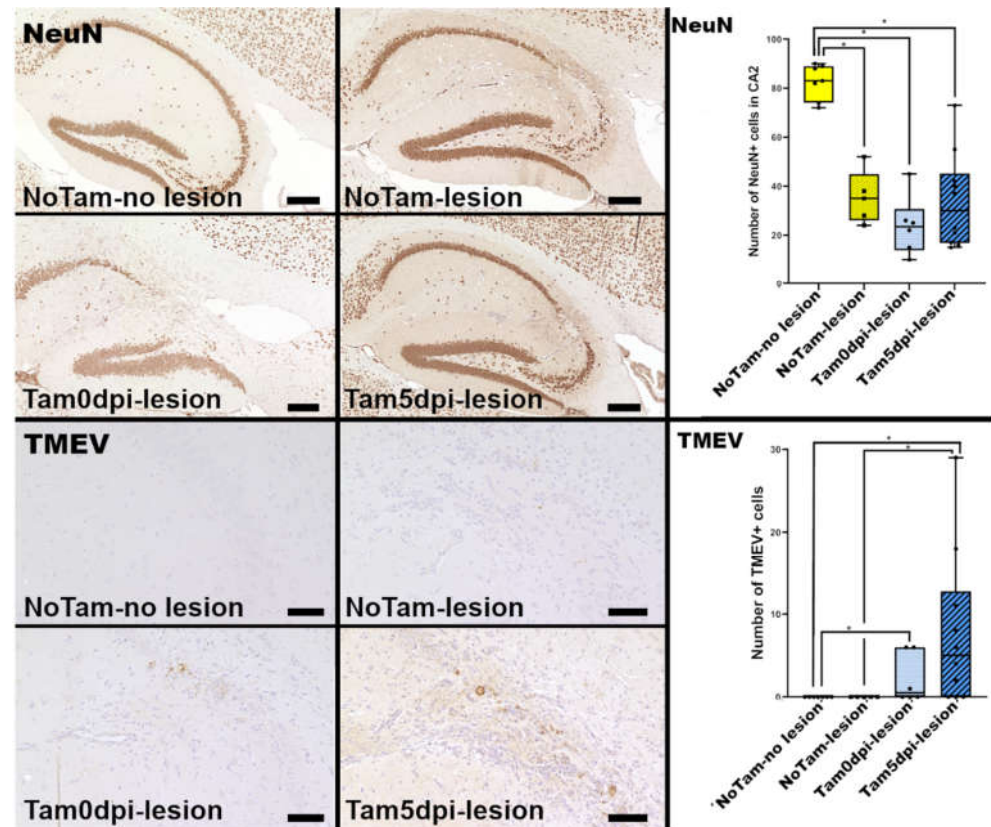 NeuN
NoTam-no lesion
NoTam-lesion
Tam0dpi-lesion
Tam5dpi-lesion
NeuN
*
*
*
Number of NeuN+ cells in CA2
100
80
60
40
20
0
NoTam-no lesion
NoTam-lesion
Tam0dpi-lesion
Tam5dpi-lesion
TMEV
NoTam-no lesion
NoTam-lesion
Tam0dpi-lesion
Tam5dpi-lesion
TMEV
*
*
*
Number of TMEV+ cells
30
20
10
0
NoTam-no lesion
NoTam-lesion
Tam0dpi-lesion
Tam5dpi-lesion